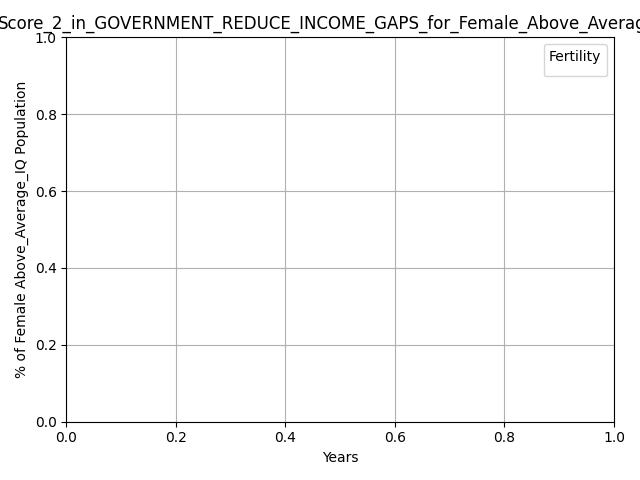 Score_2_in_GOVERNMENT_REDUCE_INCOME_GAPS_for_Female_Above_Averag
Fertility
% of Female Above_Average_IQ Population
1.0
0.8
0.6
0.4
0.2
0.0
0.0 0.2 0.4 0.6 0.8 1.0
Years